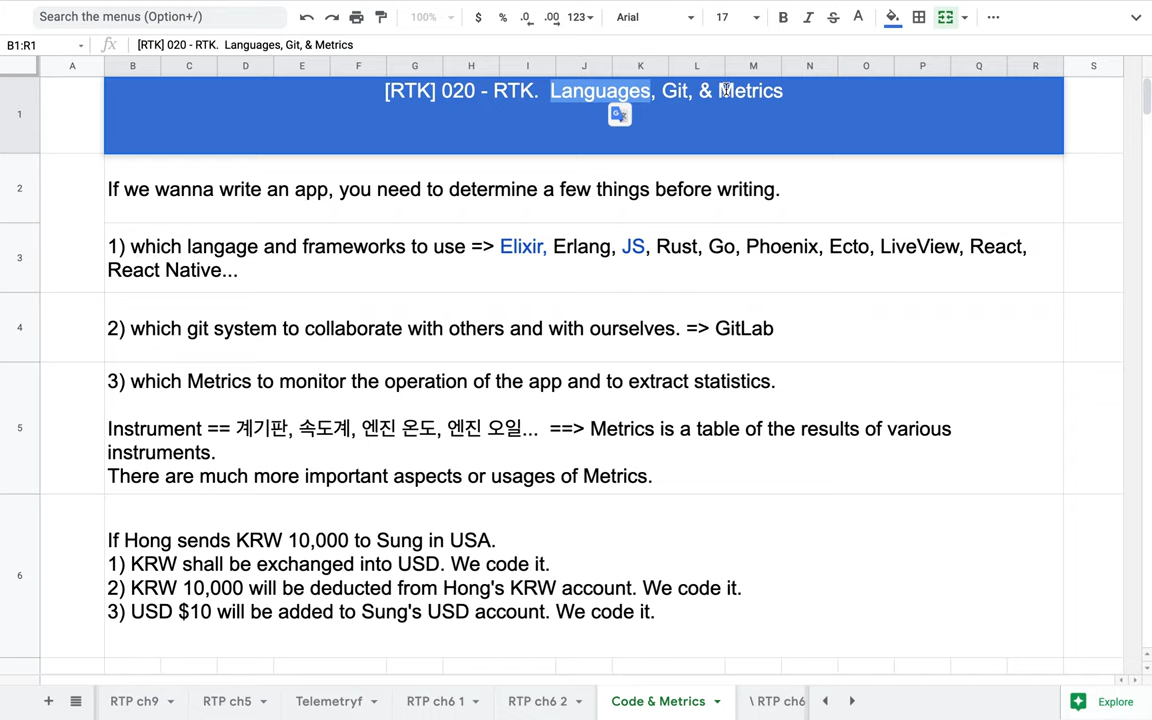 Search the menus (Option+/)
100%
$ % .0 .00 123
Arial
17
B I S A
B1:R1
fx
[RTK] 020 - RTK. Languages, Git, & Metrics
A B C D E F G H I J K L M N O P Q R S
1
[RTK] 020 - RTK. Languages, Git, & Metrics
2
If we wanna write an app, you need to determine a few things before writing.
3
1) which langage and frameworks to use => Elixir, Erlang, JS, Rust, Go, Phoenix, Ecto, LiveView, React,
React Native...
4
2) which git system to collaborate with others and with ourselves. => GitLab
5
3) which Metrics to monitor the operation of the app and to extract statistics.
Instrument == 계기판, 속도계, 엔진 온도, 엔진 오일... ==> Metrics is a table of the results of various
instruments.
There are much more important aspects or usages of Metrics.
6
If Hong sends KRW 10,000 to Sung in USA.
1) KRW shall be exchanged into USD. We code it.
2) KRW 10,000 will be deducted from Hong's KRW account. We code it.
3) USD $10 will be added to Sung's USD account. We code it.
RTP ch9
RTP ch5
Telemetryf
RTP ch6 1
RTP ch6 2
Code & Metrics
\ RTP ch6
Explore